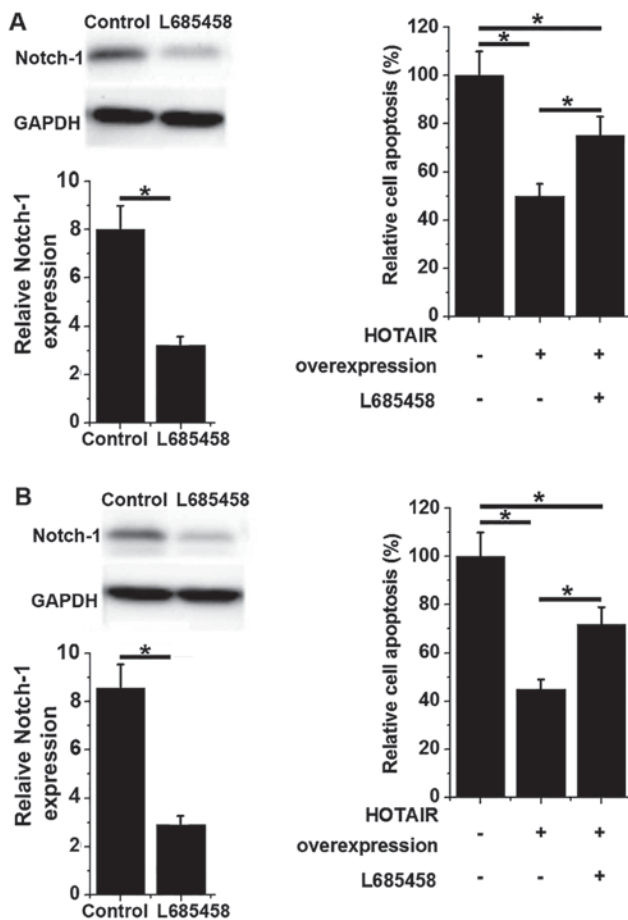 A
Control L685458
Notch-1
GAPDH
Relaive Notch-1
expression
10
8
6
4
2
0
*
Control L685458
Relative cell apoptosis (%)
120
100
80
60
40
20
0
*
*
*
HOTAIR
overexpression - + +
L685458 - - +
B
Control L685458
Notch-1
GAPDH
Relaive Notch-1
expression
10
8
6
4
2
0
*
Control L685458
Relative cell apoptosis (%)
120
100
80
60
40
20
0
*
*
*
HOTAIR
overexpression - + +
L685458 - - +